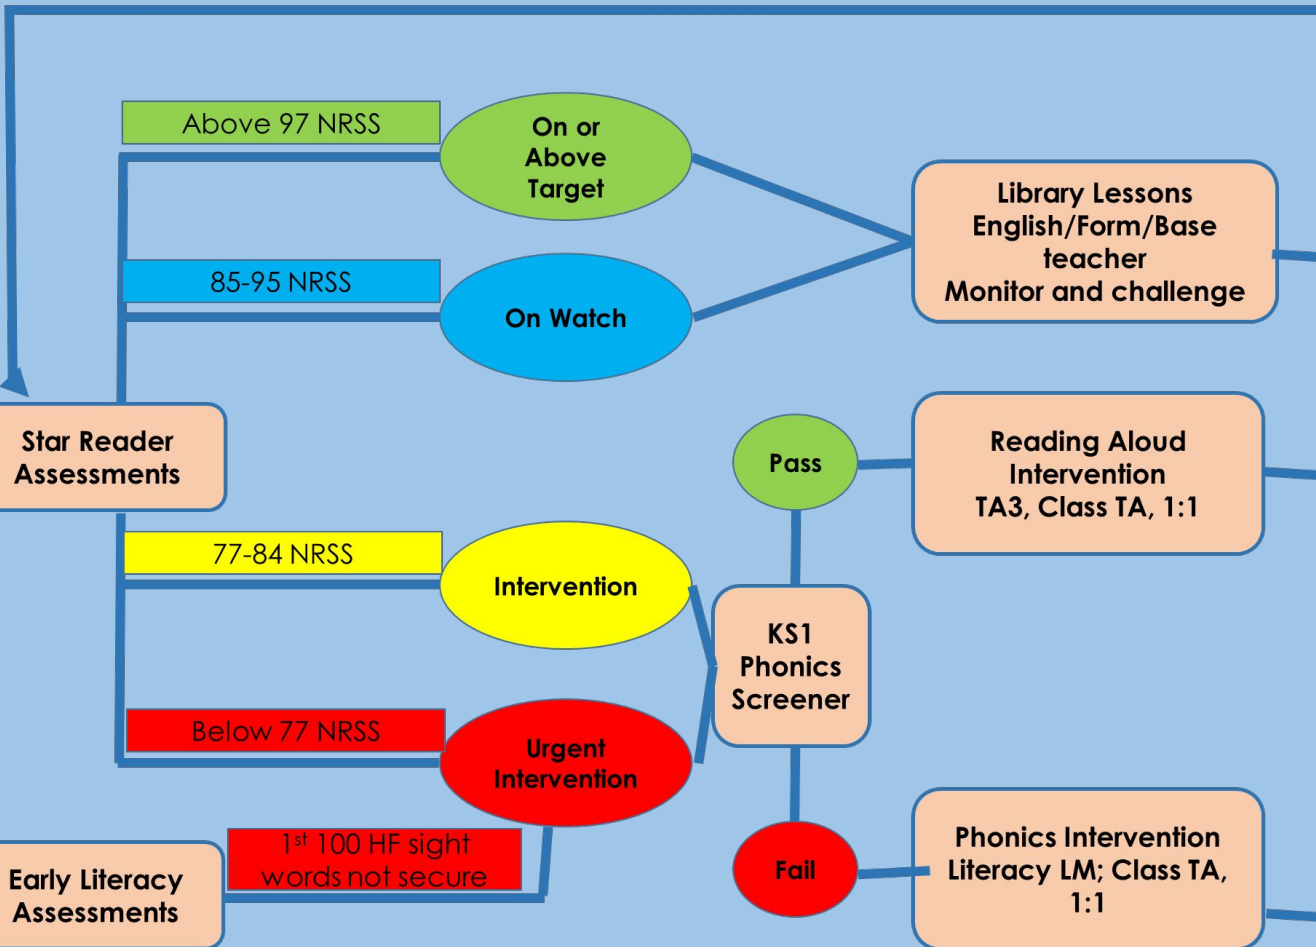 Above 97 NRSS
On or
Above
Target
85-95 NRSS
On Watch
Library Lessons
English/Form/Base
teacher
Monitor and challenge
Star Reader
Assessments
Pass
Reading Aloud
Intervention
TA3, Class TA, 1:1
77-84 NRSS
Intervention
KS1
Phonics
Screener
Below 77 NRSS
Urgent
Intervention
1st 100 HF sight
words not secure
Early Literacy
Assessments
Fail
Phonics Intervention
Literacy LM; Class TA,
1:1